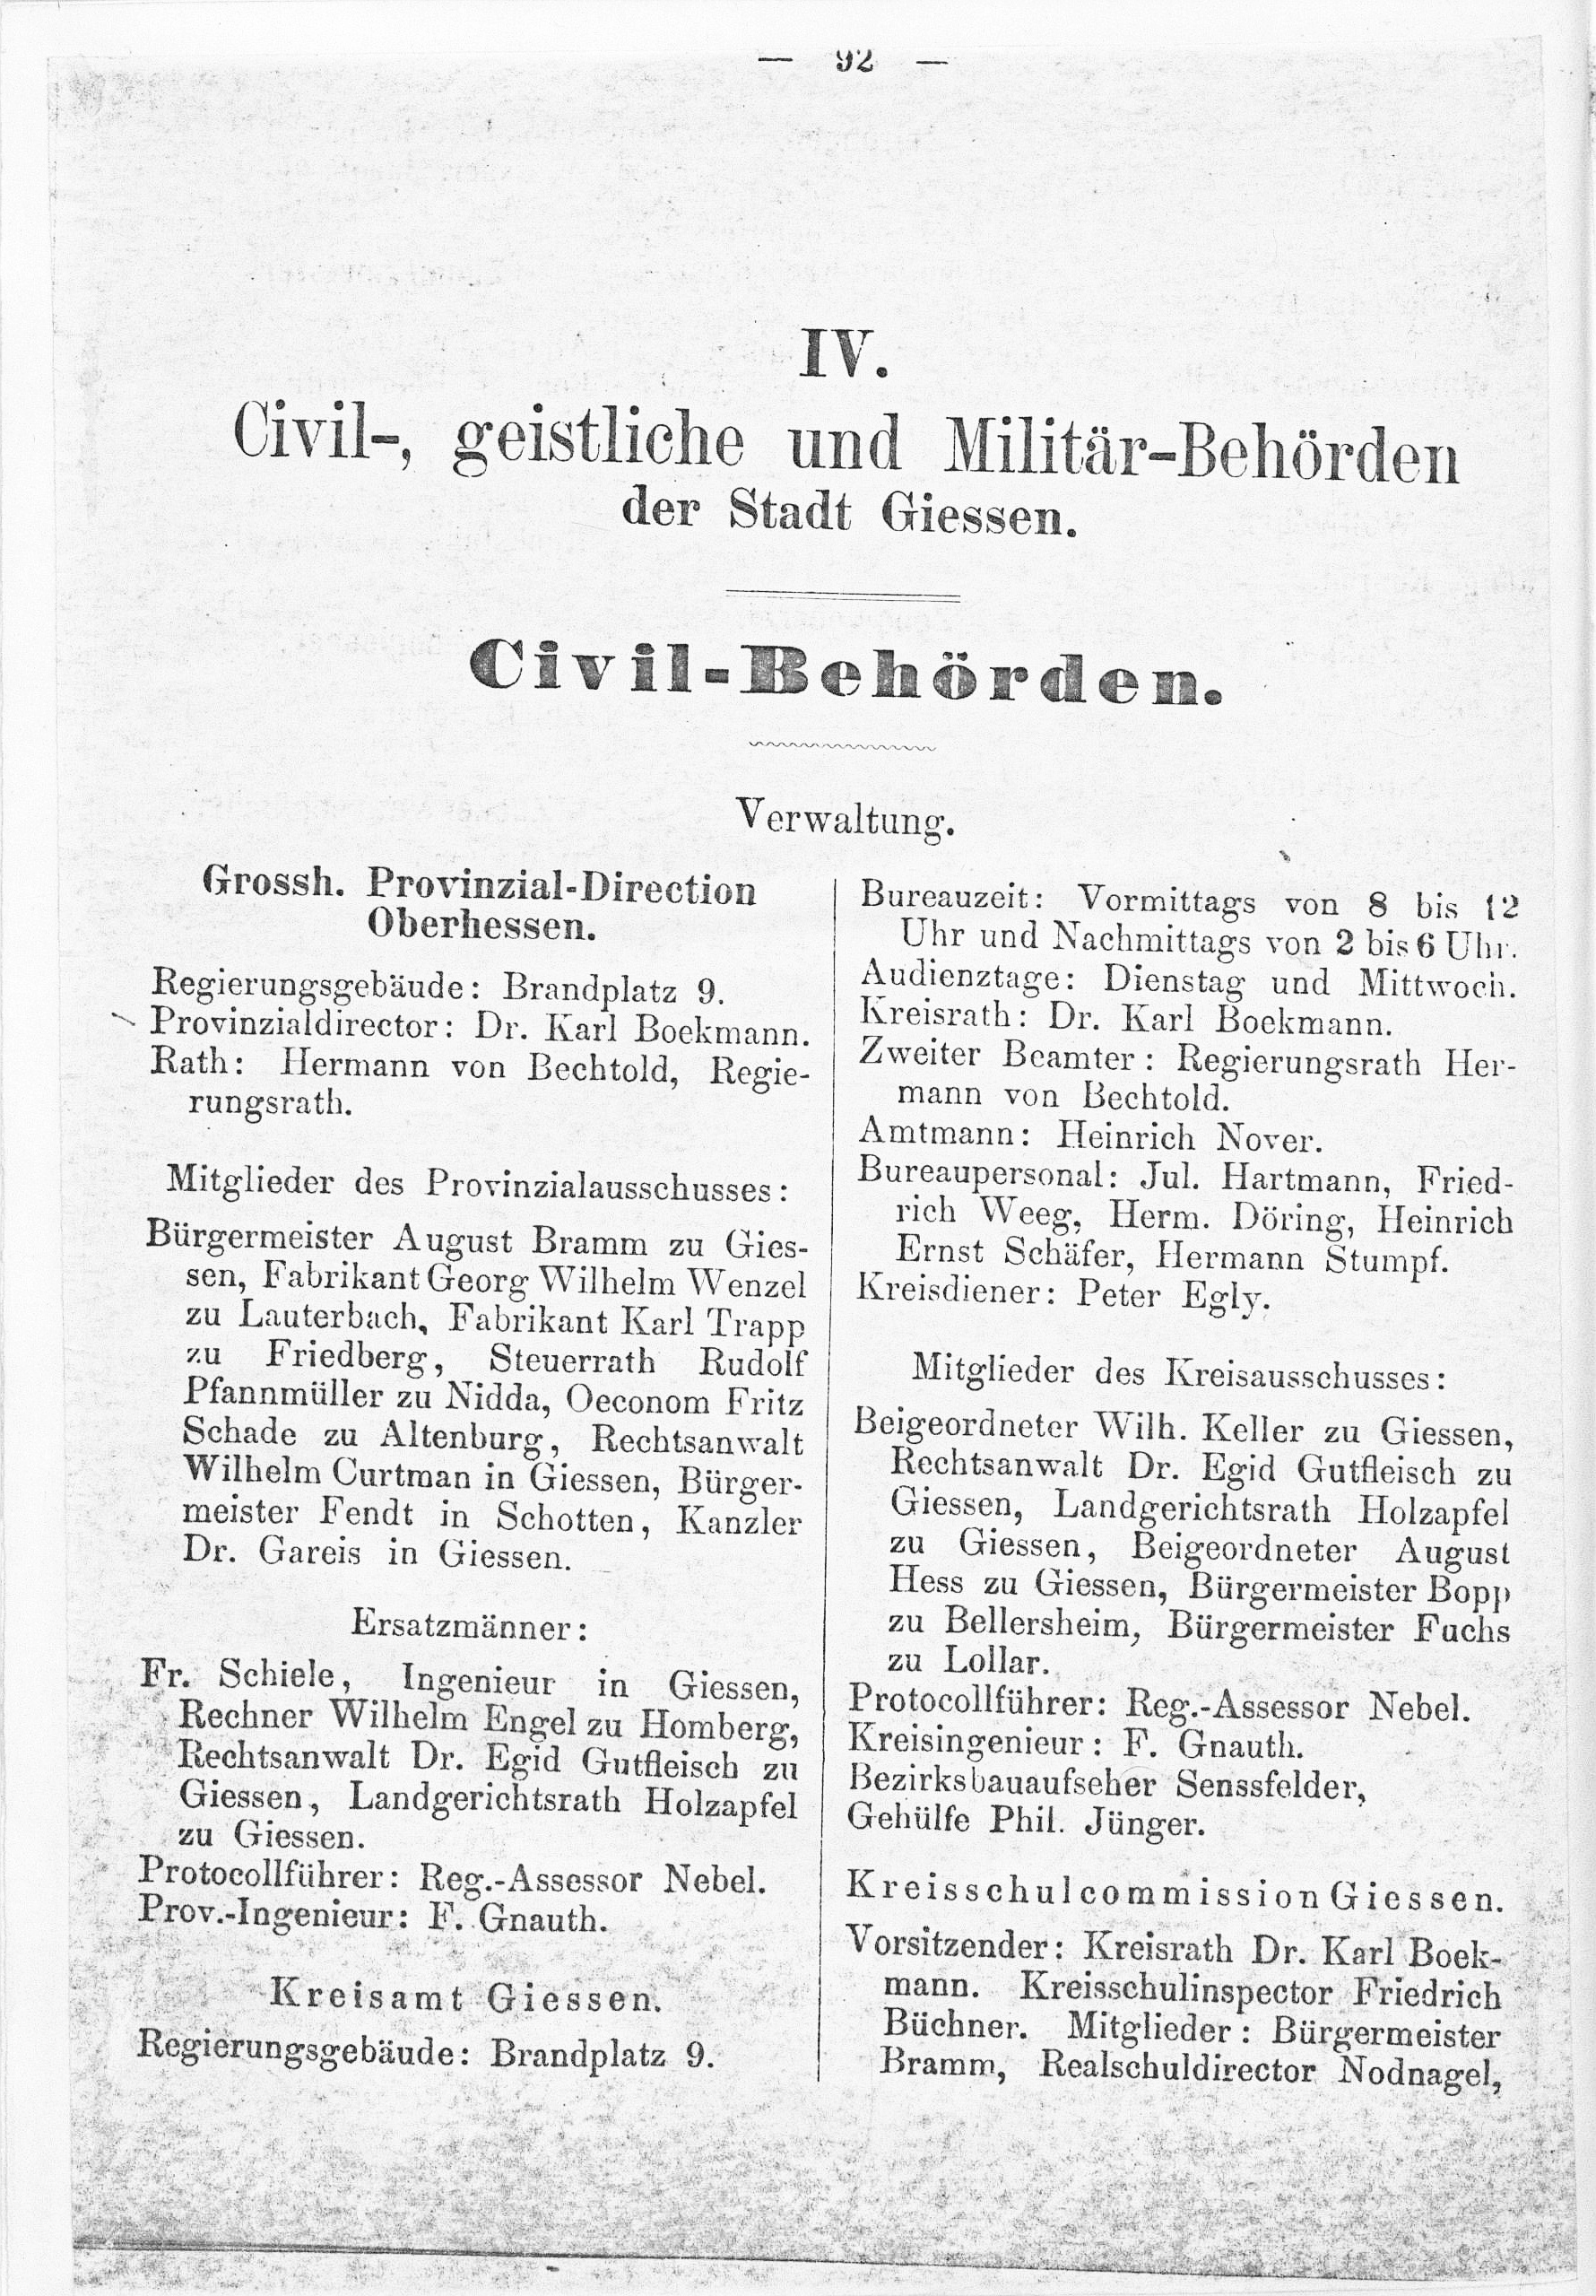 — 92 —
IV.
Civil-, geistliche und Militär-Behörden
der Stadt Giessen.
Civil-Behörden.
Verwaltung.
Grossh. Provinzial-Direction
Oberhessen.
Regierungsgebäude: Brandplatz 9.
Provinzialdirector: Dr. Karl Boekmann.
Rath: Hermann von Bechtold, Regie-
rungsrath.
Mitglieder des Provinzialausschusses:
Bürgermeister August Bramm zu Gies-
sen, Fabrikant Georg Wilhelm Wenzel
zu Lauterbach, Fabrikant Karl Trapp
zu Friedberg, Steuerrath Rudolf
Pfannmüller zu Nidda, Oeconom Fritz
Schade zu Altenburg, Rechtsanwalt
Wilhelm Curtman in Giessen, Bürger-
meister Fendt in Schotten, Kanzler
Dr. Gareis in Giessen.
Ersatzmänner:
Fr. Schiele, Ingenieur in Giessen,
Rechner Wilhelm Engel zu Homberg,
Rechtsanwalt Dr. Egid Gutfleisch zu
Giessen, Landgerichtsrath Holzapfel
zu Giessen.
Protocollführer: Reg.-Assessor Nebel.
Prov.-Ingenieur: F. Gnauth.
Kreisamt Giessen.
Regierungsgebäude: Brandplatz 9.
Bureauzeit: Vormittags von 8 bis 12
Uhr und Nachmittags von 2 bis 6 Uhr.
Audienztage: Dienstag und Mittwoch.
Kreisrath: Dr. Karl Boekmann.
Zweiter Beamter: Regierungsrath Her-
mann von Bechtold.
Amtmann: Heinrich Nover.
Bureaupersonal: Jul. Hartmann, Fried-
rich Weeg, Herm. Döring, Heinrich
Ernst Schäfer, Hermann Stumpf.
Kreisdiener: Peter Egly.
Mitglieder des Kreisausschusses:
Beigeordneter Wilh. Keller zu Giessen,
Rechtsanwalt Dr. Egid Gutfleisch zu
Giessen, Landgerichtsrath Holzapfel
zu Giessen, Beigeordneter August
Hess zu Giessen, Bürgermeister Bopp
zu Bellersheim, Bürgermeister Fuchs
zu Lollar.
Protocollführer: Reg.-Assessor Nebel.
Kreisingenieur: F. Gnauth.
Bezirksbauaufseher Senssfelder,
Gehülfe Phil. Jünger.
Kreisschulcommission Giessen.
Vorsitzender: Kreisrath Dr. Karl Boek-
mann. Kreisschulinspector Friedrich
Büchner. Mitglieder: Bürgermeister
Bramm, Realschuldirector Nodnagel,